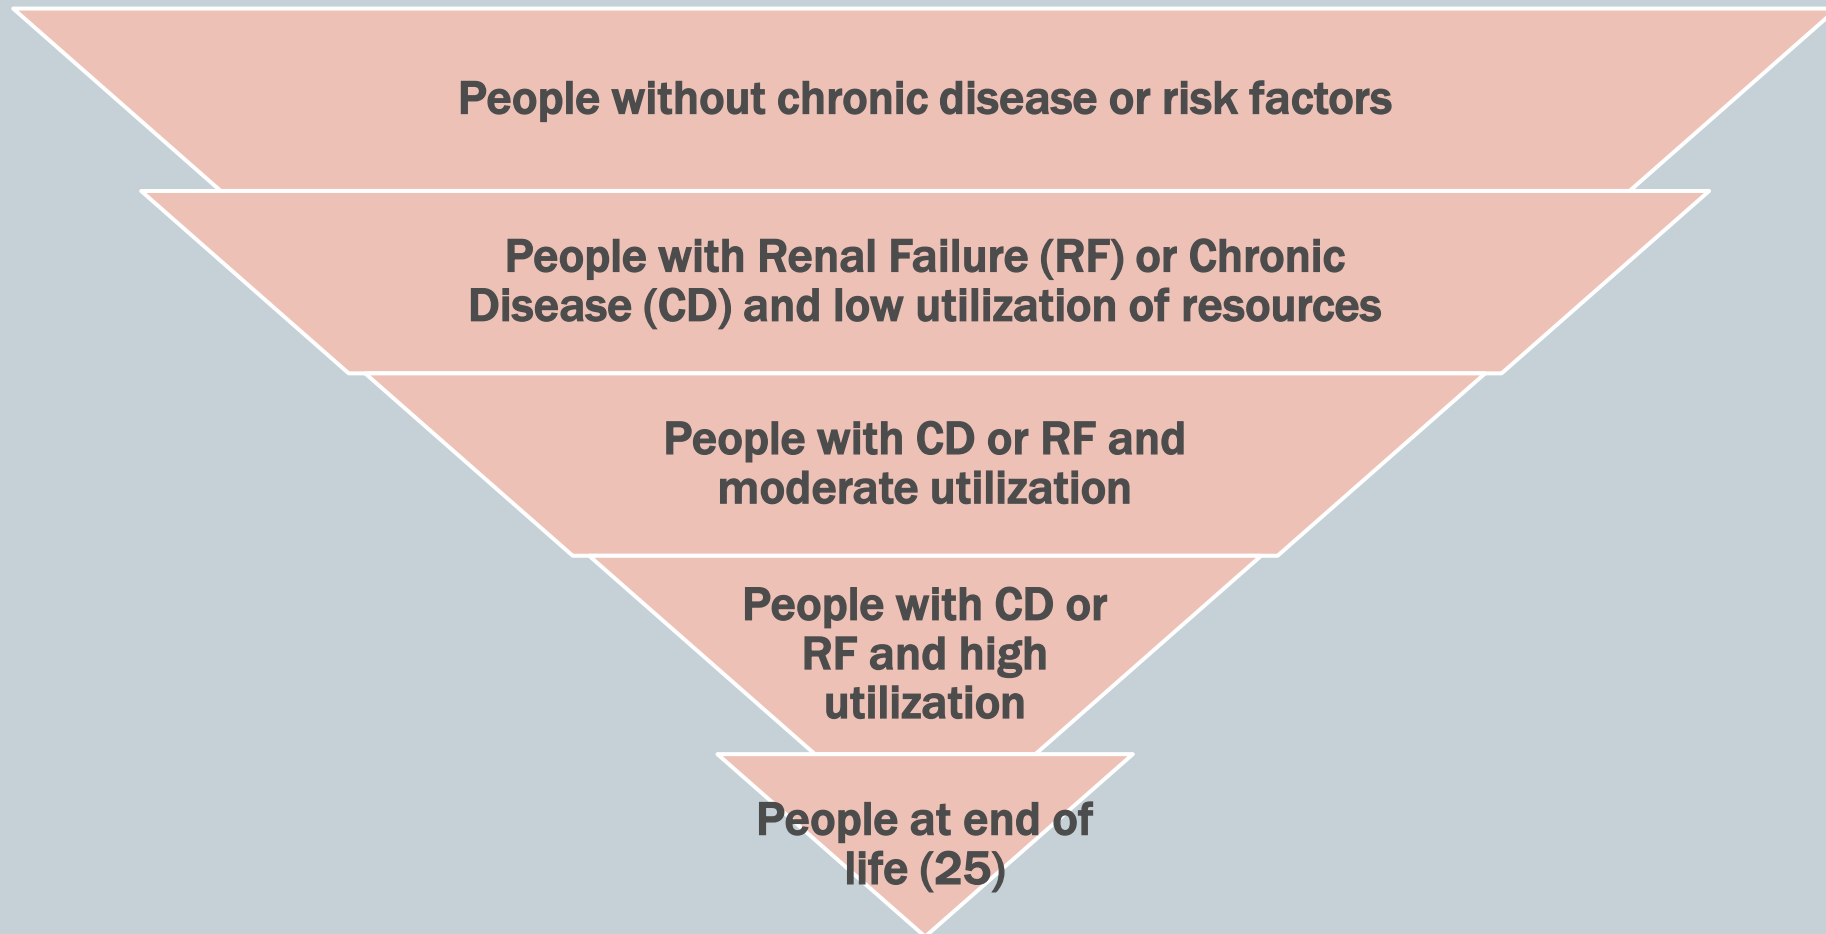 People without chronic disease or risk factors
People with Renal Failure (RF) or Chronic
Disease (CD) and low utilization of resources
People with CD or RF and
moderate utilization
People with CD or
RF and high
utilization
People at end of
life (25)